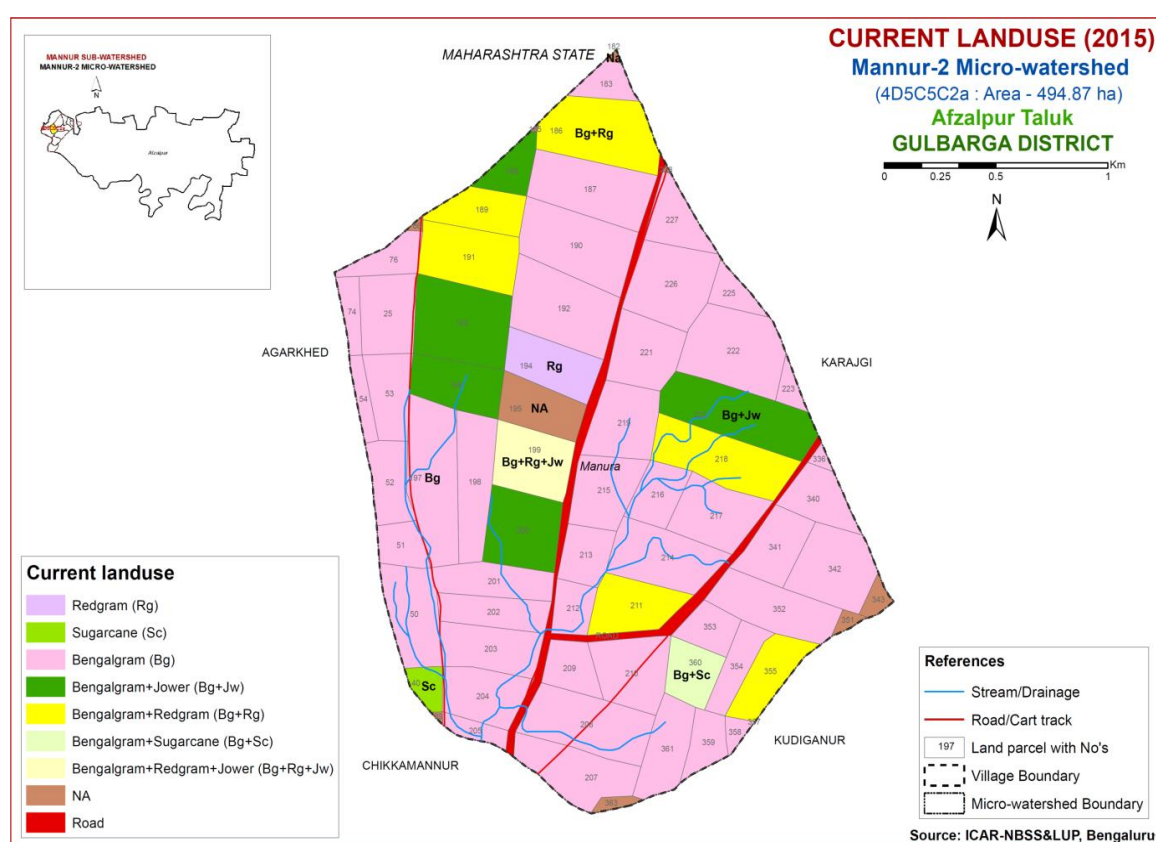 MANNUR SUB-WATERSHED
MANNUR-2 MICRO-WATERSHED
N
Afzalpur
CURRENT LANDUSE (2015)
Mannur-2 Micro-watershed
(4D5C5C2a : Area - 494.87 ha)
Afzalpur Taluk
GULBARGA DISTRICT
Km
0 0.25 0.5 1
N
MAHARASHTRA STATE
182
Na
183
186
Bg+Rg
187
189
227
76
191
190
226
225
74
25
192
221
222
AGARKHED
KARAJGI
194
Rg
223
53
54
195
NA
Bg+Jw
219
199
218
Bg+Rg+Jw
Manura
336
52
197
Bg
198
215
216
217
340
51
213
214
341
342
201
50
202
212
211
352
351
343
203
353
209
210
360
354
355
Bg+Sc
Sc
204
205
206
358
359
361
207
363
CHIKKAMANNUR
KUDIGANUR
Current landuse
Redgram (Rg)
Sugarcane (Sc)
Bengalgram (Bg)
Bengalgram+Jower (Bg+Jw)
Bengalgram+Redgram (Bg+Rg)
Bengalgram+Sugarcane (Bg+Sc)
Bengalgram+Redgram+Jower (Bg+Rg+Jw)
NA
Road
References
Stream/Drainage
Road/Cart track
197 Land parcel with No's
Village Boundary
Micro-watershed Boundary
Source: ICAR-NBSS&LUP, Bengaluru